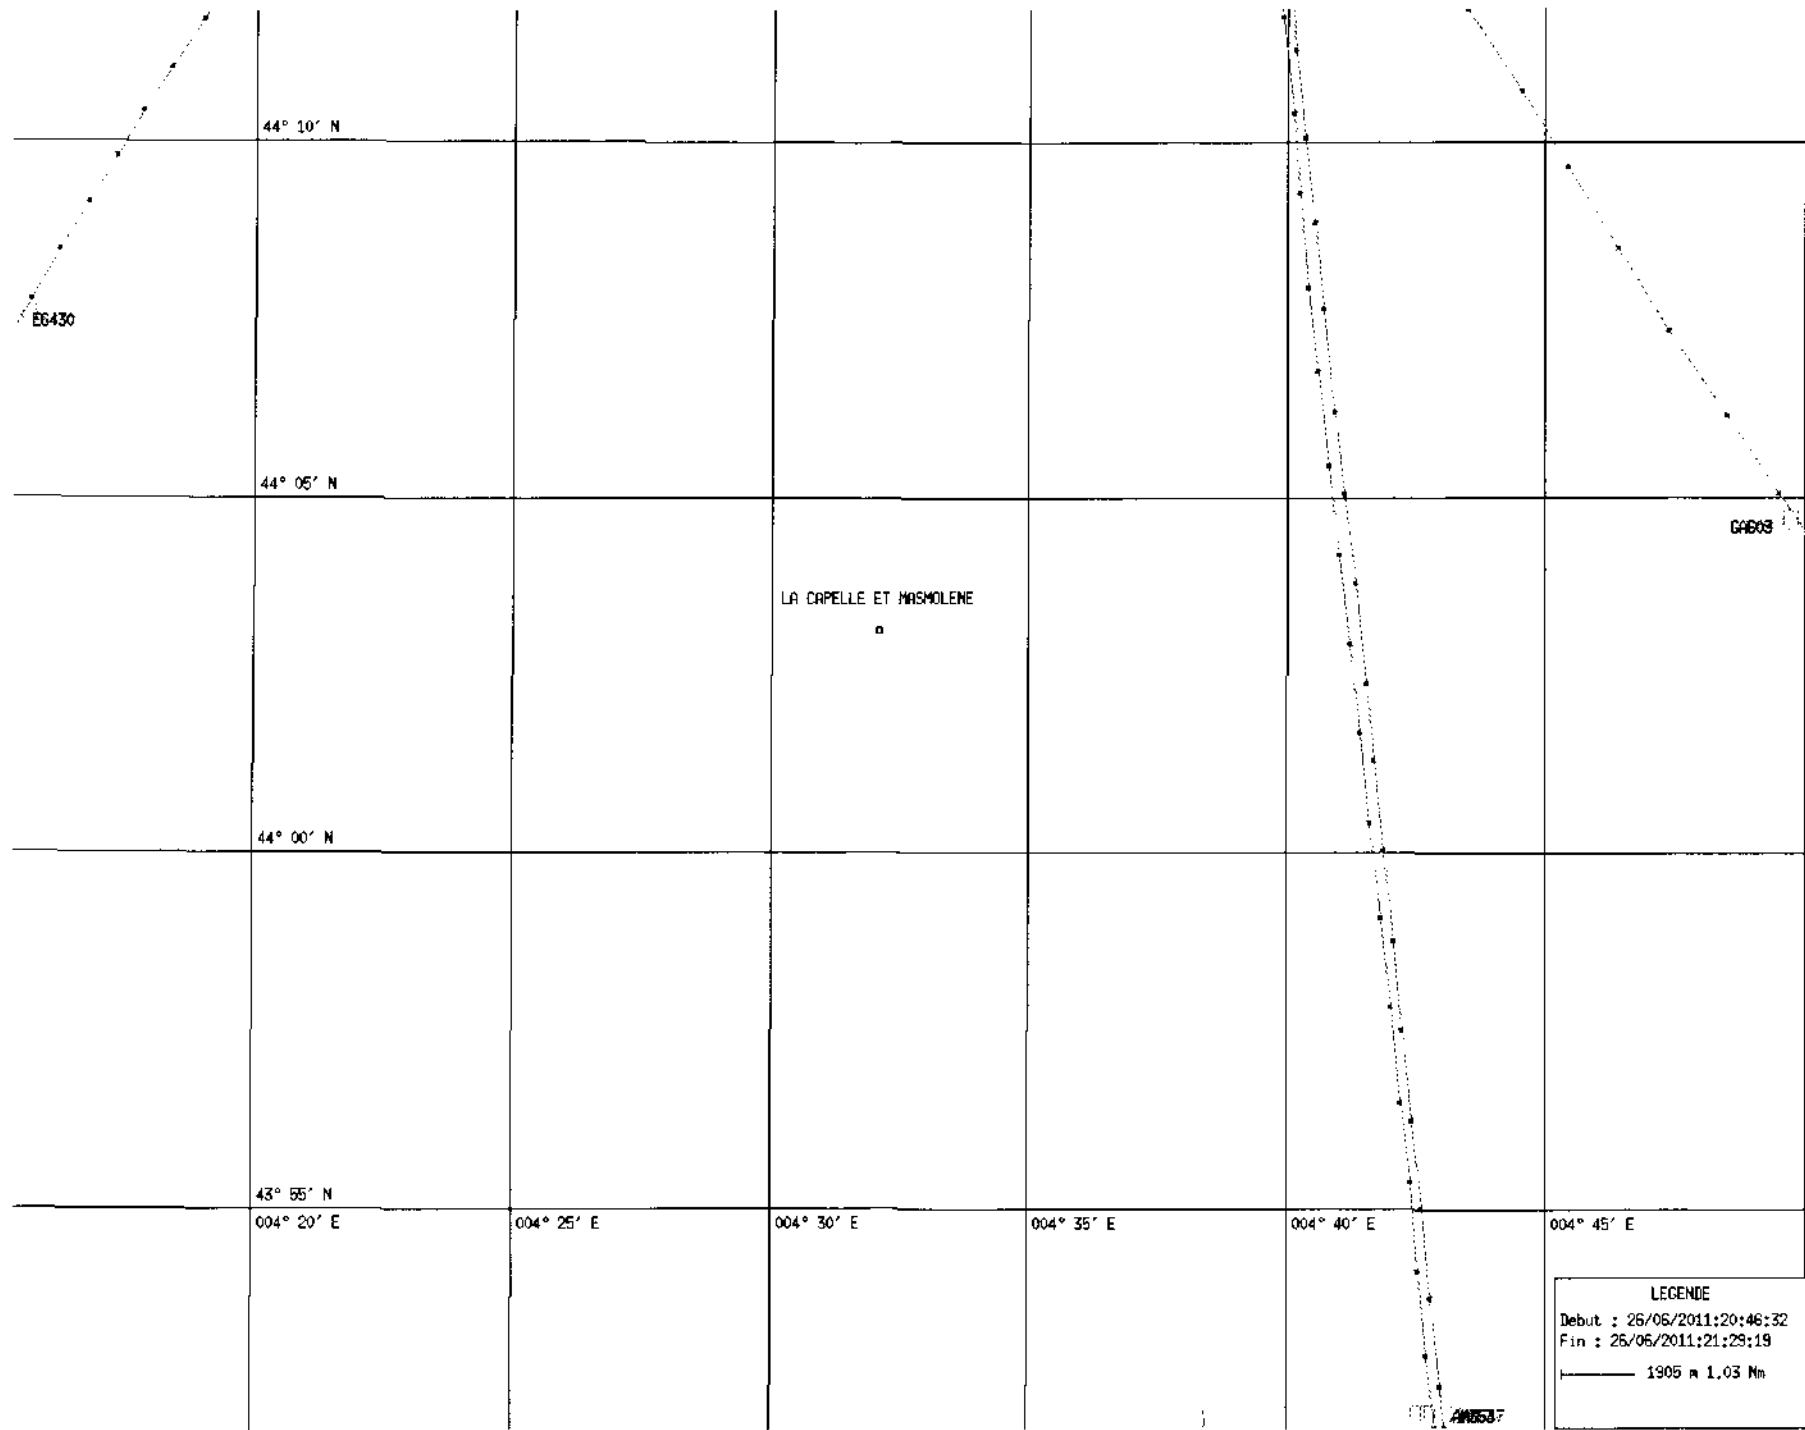 44° 10′ N
EG430
44° 05′ N
LA CAPELLE ET MASMOLENE
44° 00′ N
43° 55′ N
004° 20′ E
004° 25′ E
004° 30′ E
004° 35′ E
004° 40′ E
004° 45′ E
LEGENDE
Debut : 26/06/2011:20:46:32
Fin : 26/06/2011:21:29:19
1905 m 1.03 Nm